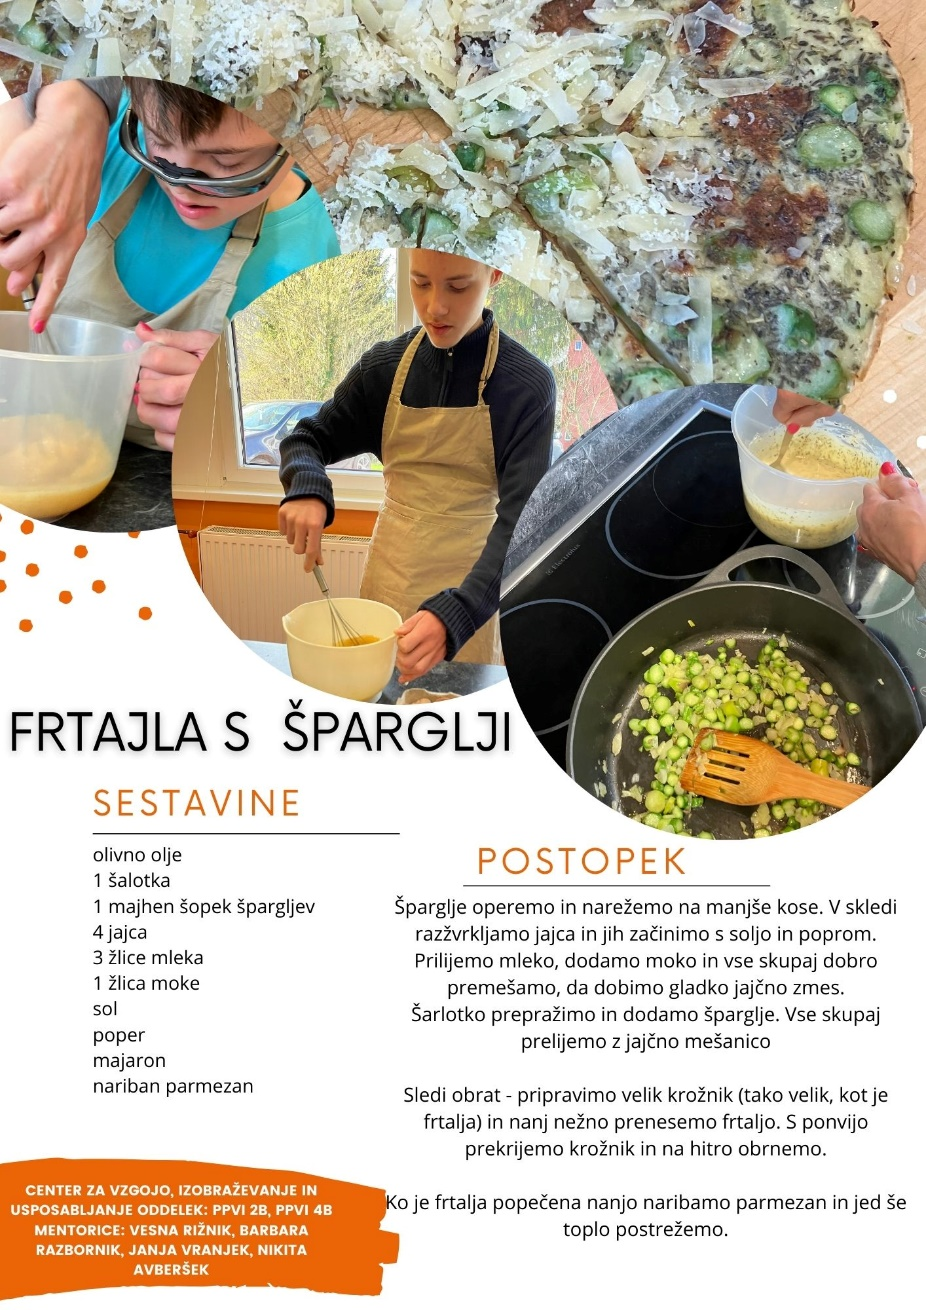 FRTAJLA S ŠPARGLJI
SESTAVINE
olivno olje
1 šalotka
1 majhen šopek špargljev
4 jajca
3 žlice mleka
1 žlica moke
sol
poper
majaron
nariban parmezan
POSTOPEK
Šparglje operemo in narežemo na manjše kose. V skledi
razžvrkljamo jajca in jih začinimo s soljo in poprom.
Prilijemo mleko, dodamo moko in vse skupaj dobro
premešamo, da dobimo gladko jajčno zmes.
Šarlotko prepražimo in dodamo šparglje. Vse skupaj
prelijemo z jajčno mešanico
Sledi obrat - pripravimo velik krožnik (tako velik, kot je
frtalja) in nanj nežno prenesemo frtaljo. S ponvijo
prekrijemo krožnik in na hitro obrnemo.
Ko je frtalja popečena nanjo naribamo parmezan in jed še
toplo postrežemo.
CENTER ZA VZGOJO, IZOBRAŽEVANJE IN
USPOSABLJANJE ODDELEK: PPVI 2B, PPVI 4B
MENTORICE: VESNA RIŽNIK, BARBARA
RAZBORNIK, JANJA VRANJEK, NIKITA
AVBERŠEK
Electrolux